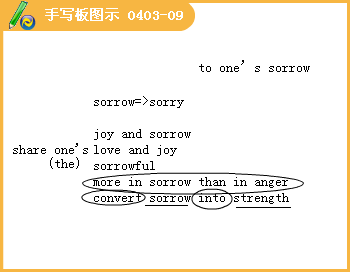 手写板图示 0403-09
to one's sorrow
sorrow=>sorry
joy and sorrow
share one's love and joy
(the)
sorrowful
more in sorrow than in anger
convert sorrow into strength